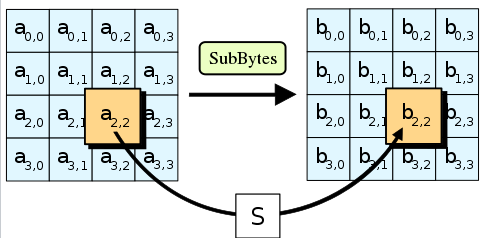 a0,0 a0,1 a0,2 a0,3 b0,0 b0,1 b0,2 b0,3
SubBytes
a1,0 a1,1 a1,2 a1,3 b1,0 b1,1 b1,2 b1,3
a2,0 a2,1 a2,2 a2,3 b2,0 b2,1 b2,2 b2,3
a3,0 a3,1 a3,2 a3,3 b3,0 b3,1 b3,2 b3,3
S